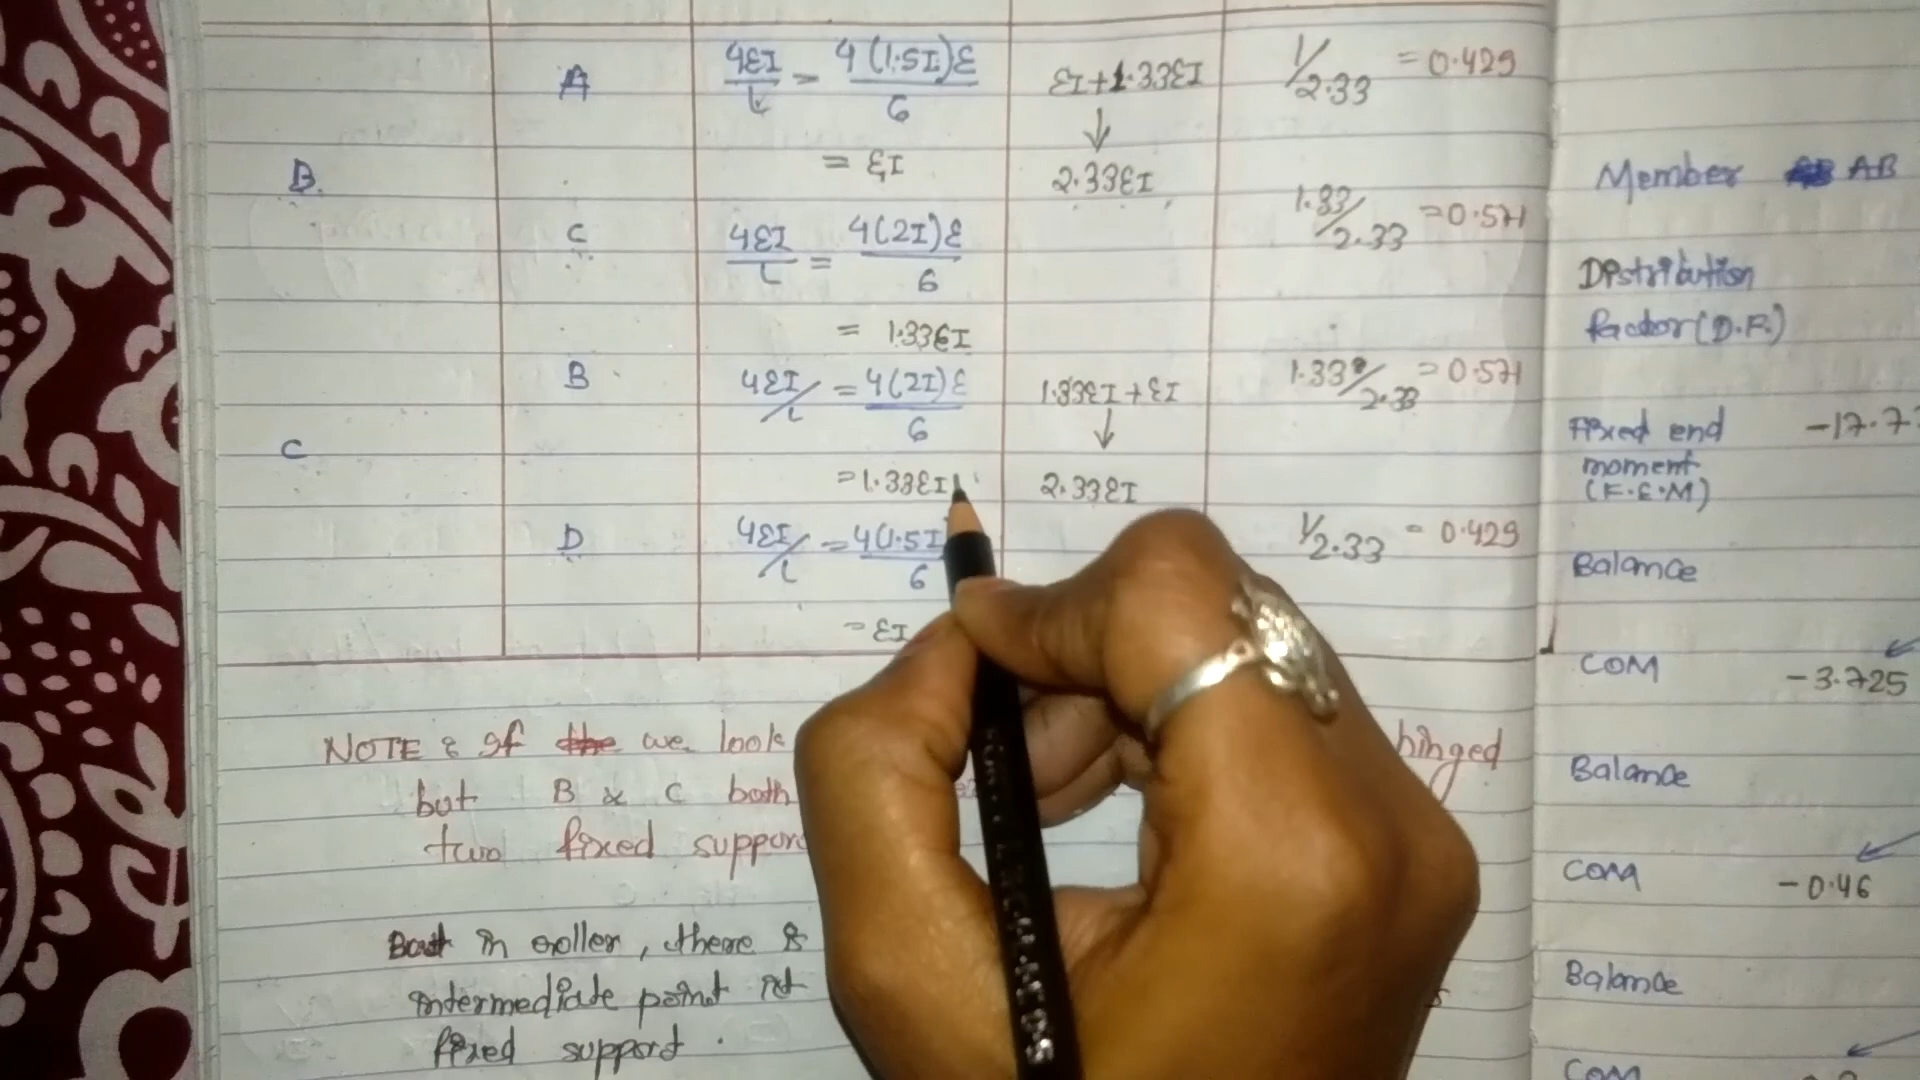 A 4EI/L = 4(1.5I)E/6 EI+1.33EI 1/2.33 = 0.429
= EI ↓
B. 2.33EI
C 4EI/L = 4(2I)E/6 1.33/2.33 = 0.571
= 1.33EI
B 4EI/L = 4(2I)E/6 1.33EI+EI 1.33/2.33 = 0.571
C ↓
= 1.33EI 2.33EI
D 4EI/L = 4(1.5I 6 1/2.33 = 0.429
= EI
NOTE : If we look hinged
but B & C both
two fixed support
But in roller, there is
intermediate point not
fixed support.
Member AB
Distribution
factor (D.F.)
Fixed end -17.7
moment
(F.E.M)
Balance
COM -3.725
Balance
COM -0.46
Balance
COM